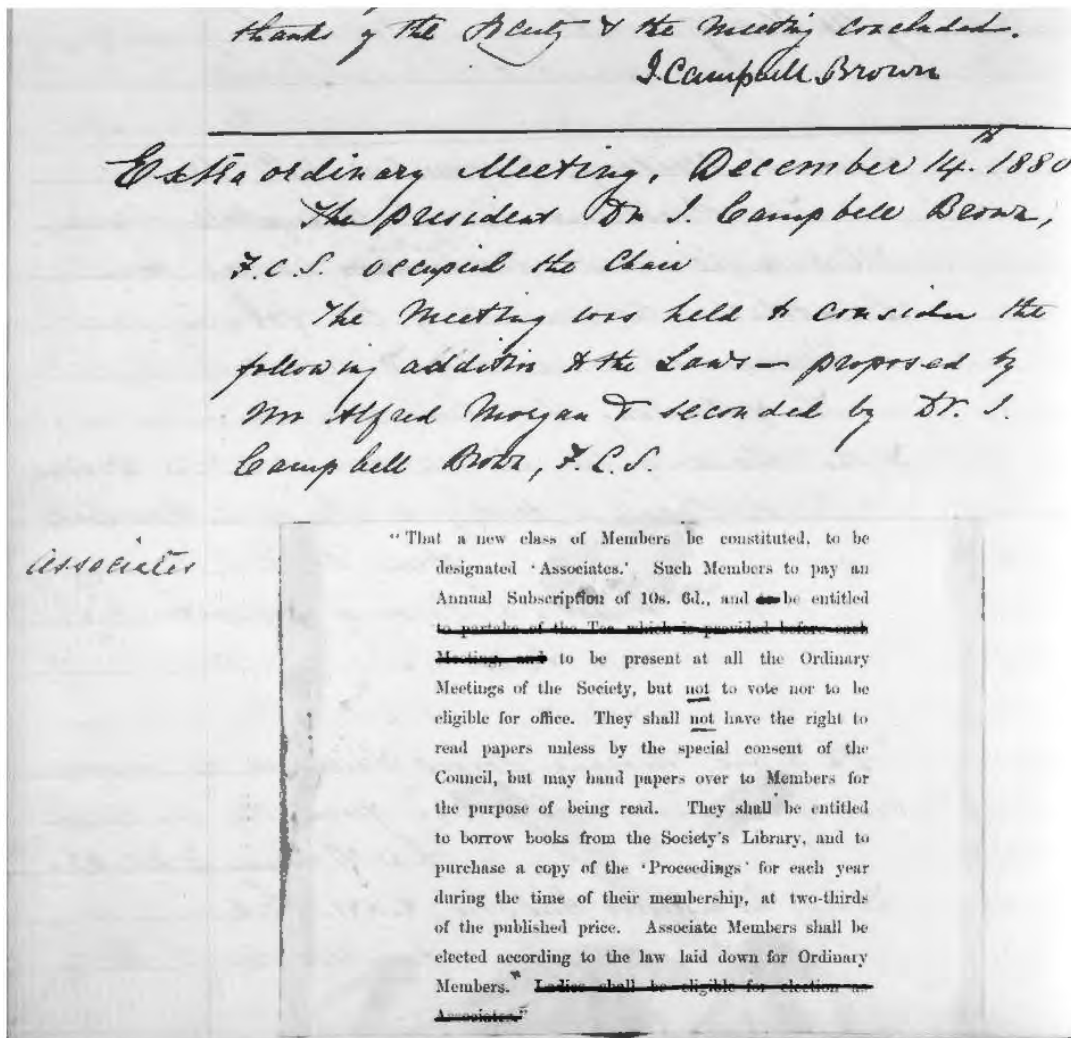 thanks of the Society & the Meeting concluded.
J. Campbell Brown
Extraordinary Meeting, December 14th 1880
The president Dr J. Campbell Brown,
F.C.S. occupied the Chair
The Meeting was held to consider the
following addition to the Laws — proposed by
Mr Alfred Morgan & seconded by Dr. J.
Campbell Brown, F.C.S.
Associates
"That a new class of Members be constituted, to be
designated 'Associates.' Such Members to pay an
Annual Subscription of 10s. 6d., and be entitled
to partake of the Tea which is provided before each
Meeting, and to be present at all the Ordinary
Meetings of the Society, but not to vote nor to be
eligible for office. They shall not have the right to
read papers unless by the special consent of the
Council, but may hand papers over to Members for
the purpose of being read. They shall be entitled
to borrow books from the Society's Library, and to
purchase a copy of the 'Proceedings' for each year
during the time of their membership, at two-thirds
of the published price. Associate Members shall be
elected according to the law laid down for Ordinary
Members." Ladies shall be eligible for election as
Associates."